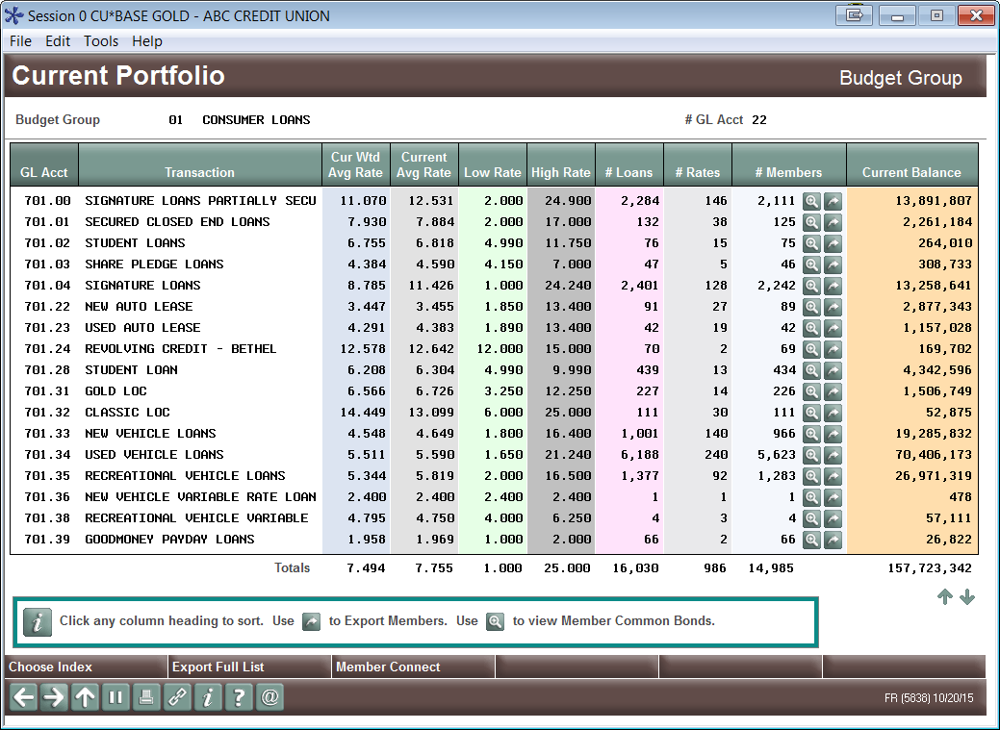 Session 0 CU*BASE GOLD - ABC CREDIT UNION
File Edit Tools Help
Current Portfolio Budget Group
Budget Group 01 CONSUMER LOANS # GL Acct 22
GL Acct Transaction Cur Wtd Avg Rate Current Avg Rate Low Rate High Rate # Loans # Rates # Members Current Balance
701.00 SIGNATURE LOANS PARTIALLY SECU 11.070 12.531 2.000 24.900 2,284 146 2,111 13,891,807
701.01 SECURED CLOSED END LOANS 7.930 7.884 2.000 17.000 132 38 125 2,261,184
701.02 STUDENT LOANS 6.755 6.818 4.990 11.750 76 15 75 264,010
701.03 SHARE PLEDGE LOANS 4.384 4.590 4.150 7.000 47 5 46 308,733
701.04 SIGNATURE LOANS 8.785 11.426 1.000 24.240 2,401 128 2,242 13,258,641
701.22 NEW AUTO LEASE 3.447 3.455 1.850 13.400 91 27 89 2,877,343
701.23 USED AUTO LEASE 4.291 4.383 1.890 13.400 42 19 42 1,157,028
701.24 REVOLVING CREDIT - BETHEL 12.578 12.642 12.000 15.000 70 2 69 169,702
701.28 STUDENT LOAN 6.208 6.304 4.990 9.990 439 13 434 4,342,596
701.31 GOLD LOC 6.566 6.726 3.250 12.250 227 14 226 1,506,749
701.32 CLASSIC LOC 14.449 13.099 6.000 25.000 111 30 111 52,875
701.33 NEW VEHICLE LOANS 4.548 4.649 1.800 16.400 1,001 140 966 19,285,832
701.34 USED VEHICLE LOANS 5.511 5.590 1.650 21.240 6,188 240 5,623 70,406,173
701.35 RECREATIONAL VEHICLE LOANS 5.344 5.819 2.000 16.500 1,377 92 1,283 26,971,319
701.36 NEW VEHICLE VARIABLE RATE LOAN 2.400 2.400 2.400 2.400 1 1 1 478
701.38 RECREATIONAL VEHICLE VARIABLE 4.795 4.750 4.000 6.250 4 3 4 57,111
701.39 GOODMONEY PAYDAY LOANS 1.958 1.969 1.000 2.000 66 2 66 26,822
Totals 7.494 7.755 1.000 25.000 16,030 986 14,985 157,723,342
i Click any column heading to sort. Use to Export Members. Use to view Member Common Bonds.
Choose Index Export Full List Member Connect
i ? @ FR (5838) 10/20/15